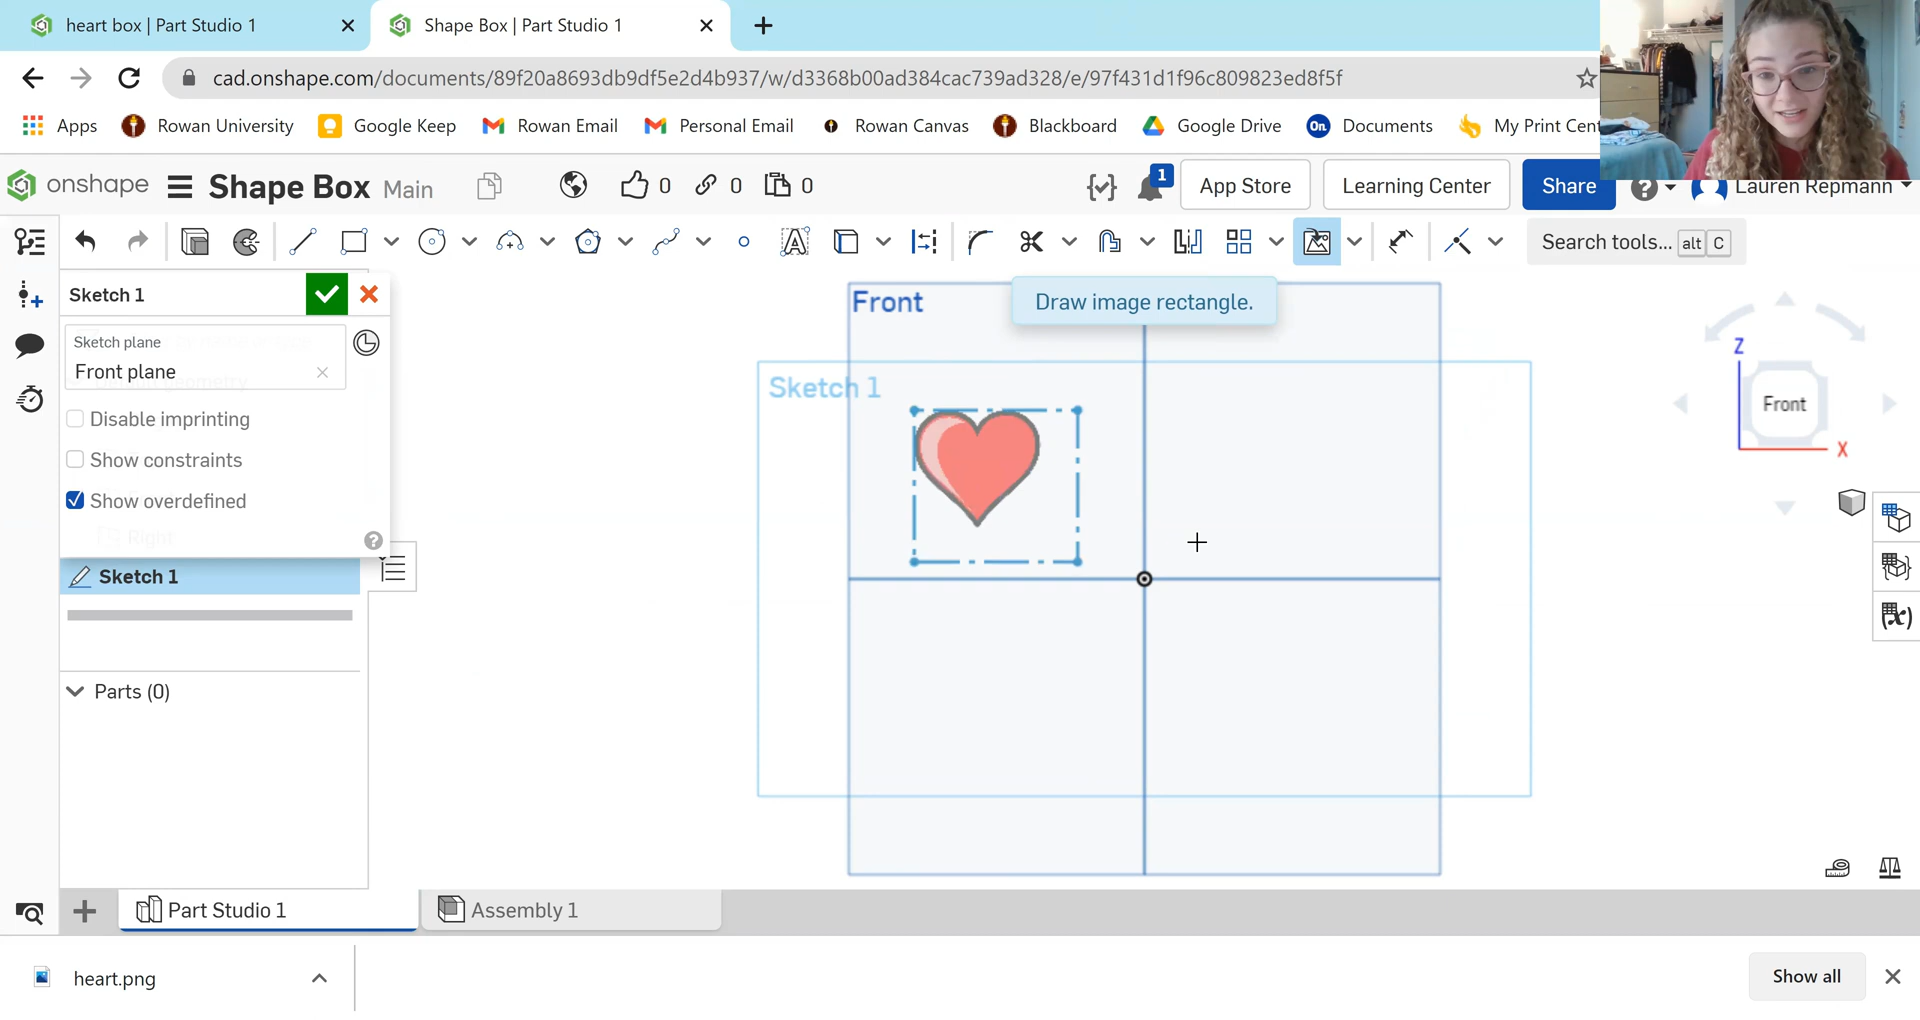 heart box | Part Studio 1
Shape Box | Part Studio 1
cad.onshape.com/documents/89f20a8693db9df5e2d4b937/w/d3368b00ad384cac739ad328/e/97f431d1f96c809823ed8f5f
Apps
Rowan University
Google Keep
Rowan Email
Personal Email
Rowan Canvas
Blackboard
Google Drive
On Documents
My Print Cent
onshape
Shape Box Main
0
0
0
1
App Store
Learning Center
Share
Lauren Repmann
Search tools... alt C
Sketch 1
Sketch plane
Front plane
Disable imprinting
Show constraints
Show overdefined
Right
Sketch 1
Parts (0)
Front
Draw image rectangle.
Sketch 1
Z
Front
X
Part Studio 1
Assembly 1
heart.png
Show all